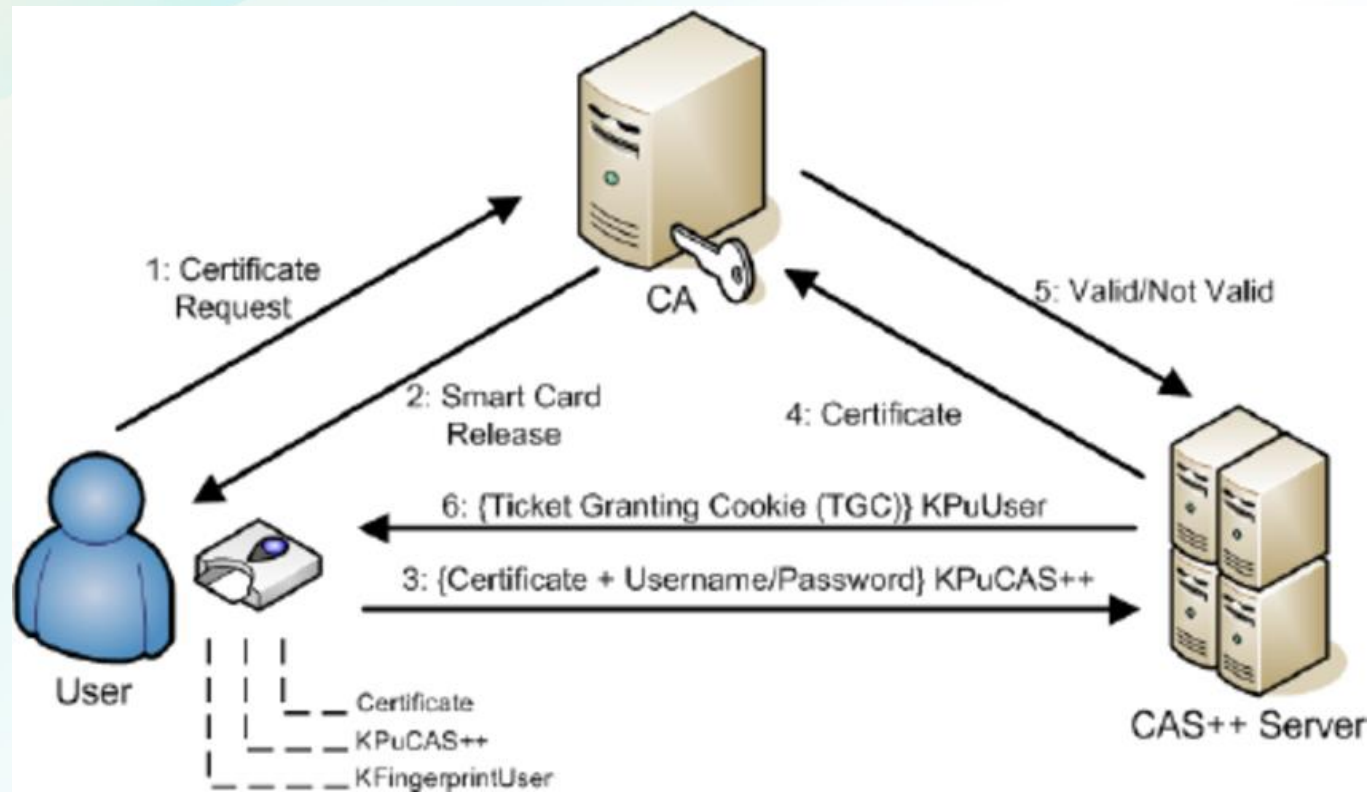 1: Certificate
Request
CA
5: Valid/Not Valid
2: Smart Card
Release
4: Certificate
6: {Ticket Granting Cookie (TGC)} KPuUser
3: {Certificate + Username/Password} KPuCAS++
User
Certificate
KPuCAS++
KFingerprintUser
CAS++ Server